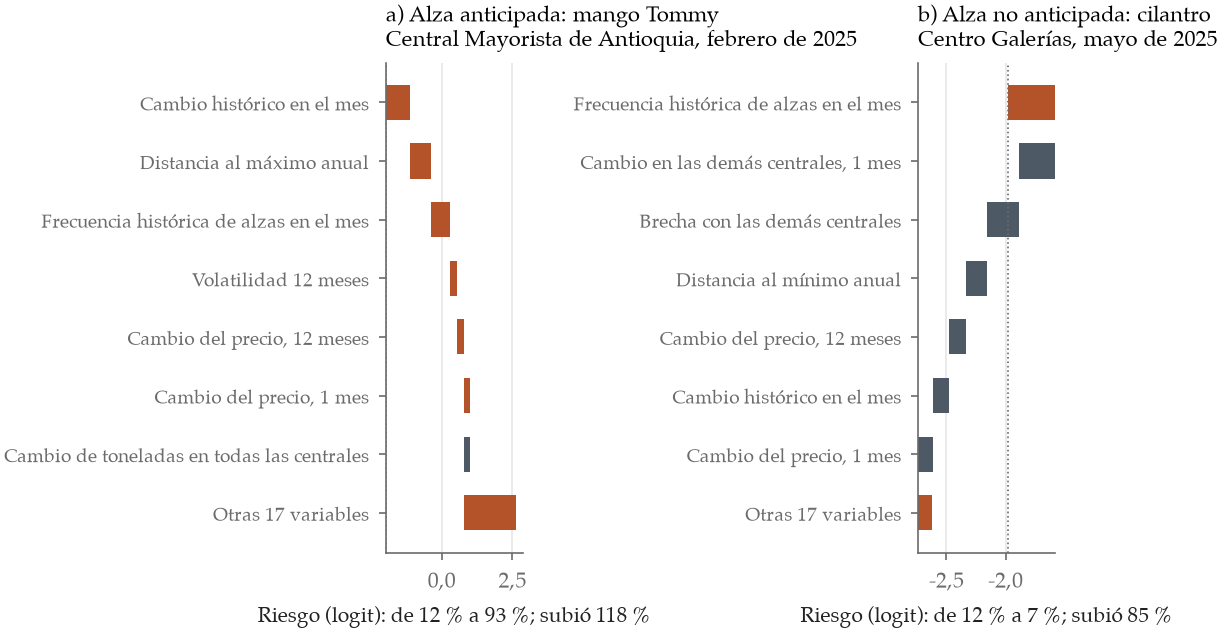 a) Alza anticipada: mango Tommy
Central Mayorista de Antioquia, febrero de 2025
Cambio histórico en el mes
Distancia al máximo anual
Frecuencia histórica de alzas en el mes
Volatilidad 12 meses
Cambio del precio, 12 meses
Cambio del precio, 1 mes
Cambio de toneladas en todas las centrales
Otras 17 variables
0,0 2,5
Riesgo (logit): de 12 % a 93 %; subió 118 %
b) Alza no anticipada: cilantro
Centro Galerías, mayo de 2025
Frecuencia histórica de alzas en el mes
Cambio en las demás centrales, 1 mes
Brecha con las demás centrales
Distancia al mínimo anual
Cambio del precio, 12 meses
Cambio histórico en el mes
Cambio del precio, 1 mes
Otras 17 variables
-2,5 -2,0
Riesgo (logit): de 12 % a 7 %; subió 85 %